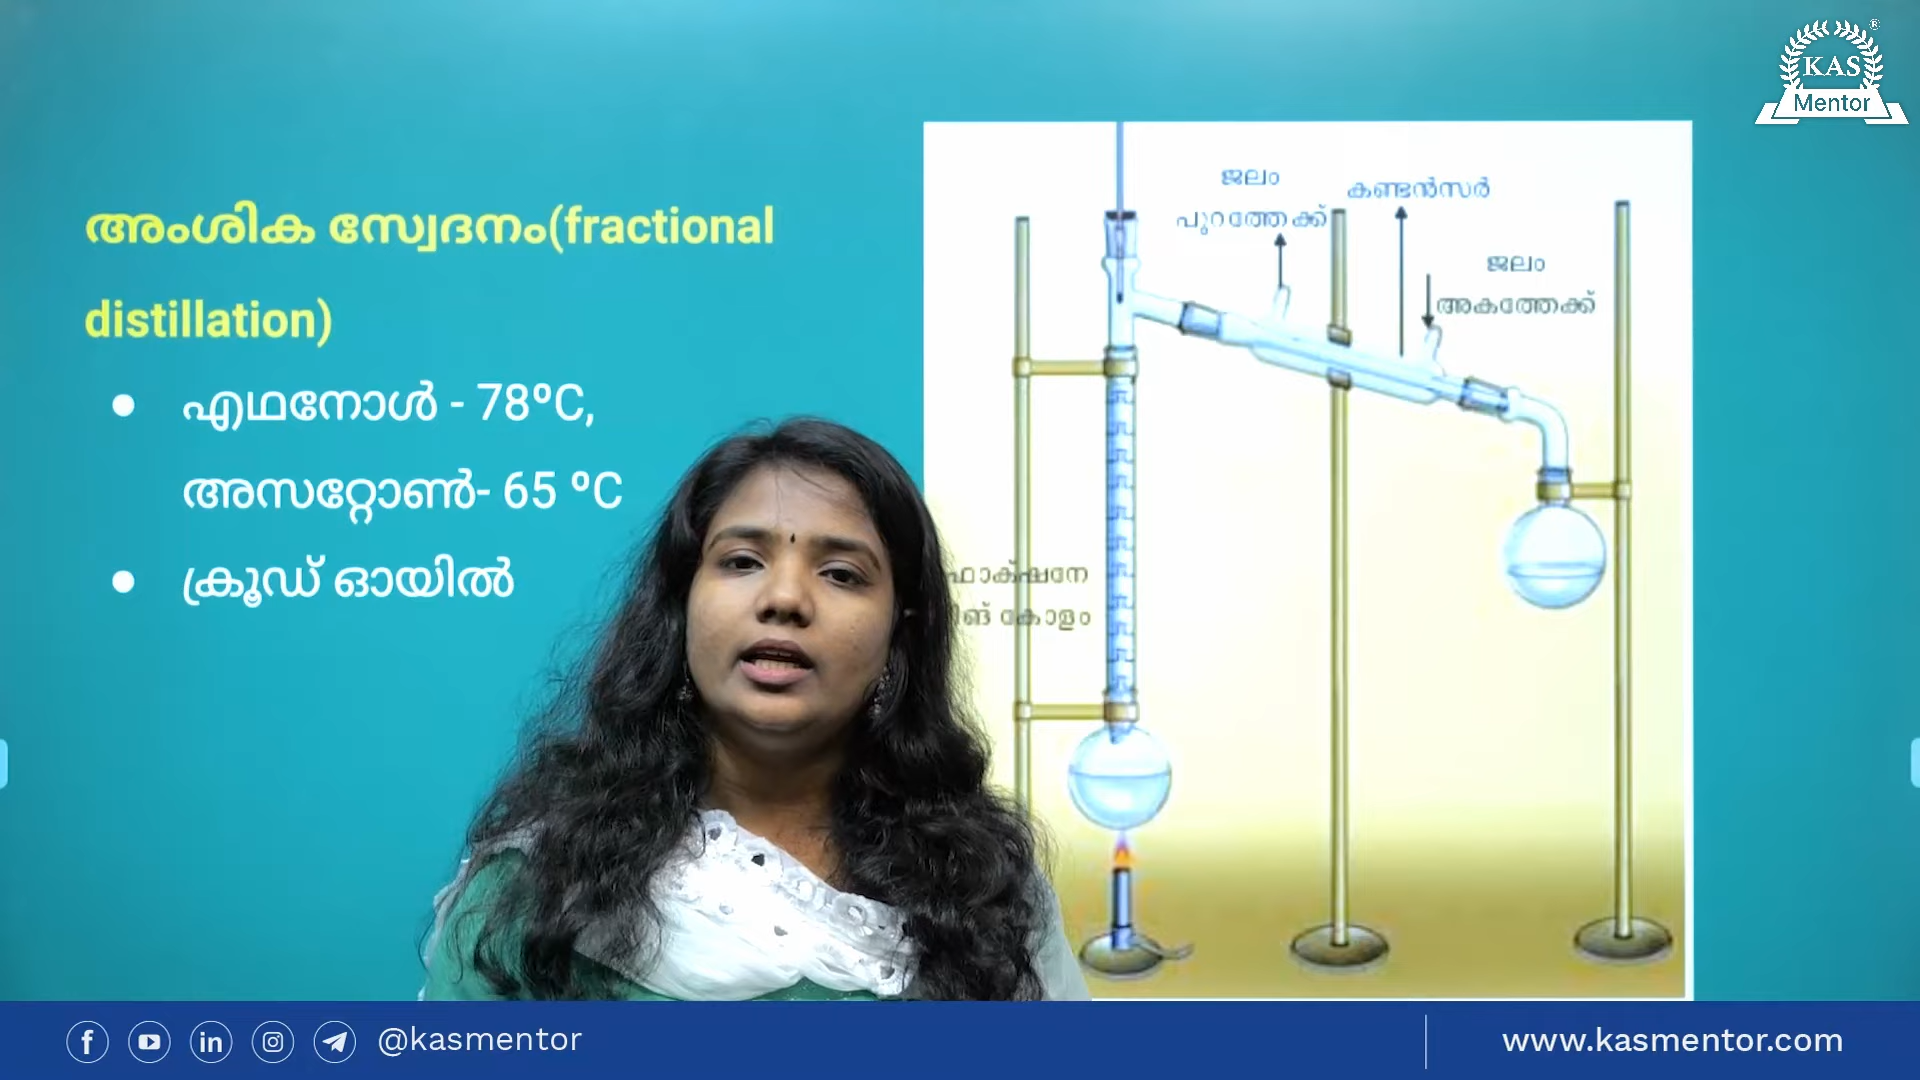 KAS
Mentor
അംശിക സ്വേദനം(fractional
distillation)
എഥനോൾ - 78°C,
അസറ്റോൺ- 65 °C
ക്രൂഡ് ഓയിൽ
ജലം
പുറത്തേക്ക്
കണ്ടൻസർ
ജലം
അകത്തേക്ക്
കോളം
@kasmentor
www.kasmentor.com